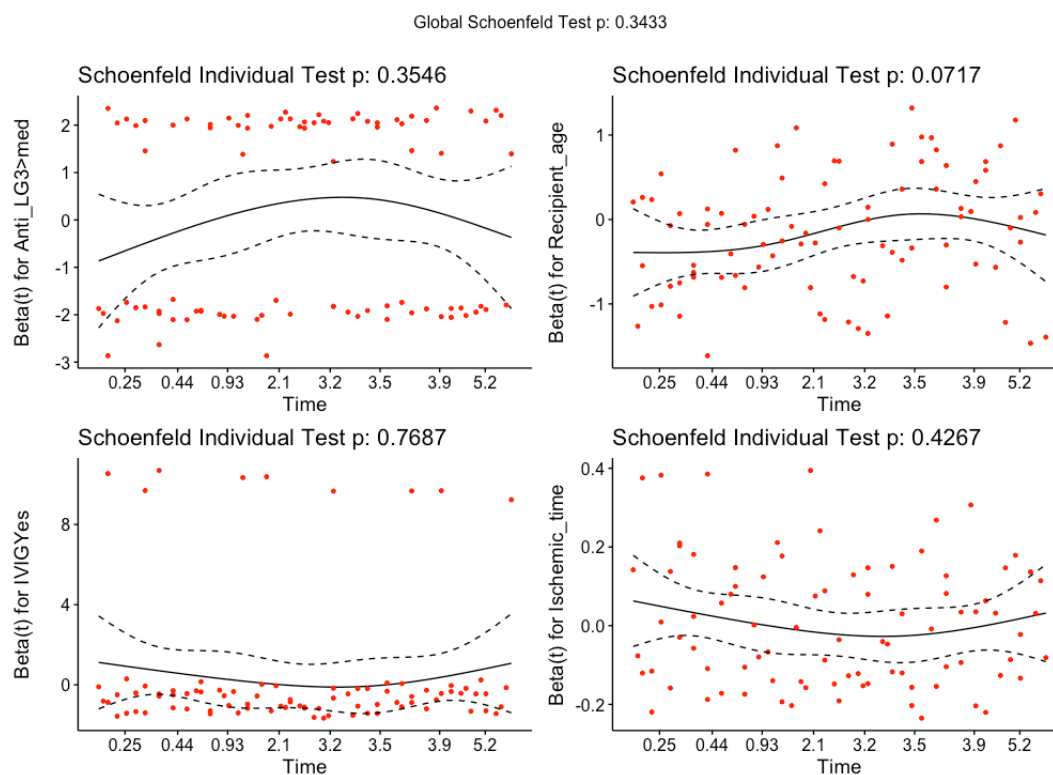 Global Schoenfeld Test p: 0.3433
Schoenfeld Individual Test p: 0.3546
Beta(t) for Anti_LG3>med
2
1
0
-1
-2
-3
0.25 0.44 0.93 2.1 3.2 3.5 3.9 5.2
Time
Schoenfeld Individual Test p: 0.0717
Beta(t) for Recipient_age
1
0
-1
0.25 0.44 0.93 2.1 3.2 3.5 3.9 5.2
Time
Schoenfeld Individual Test p: 0.7687
Beta(t) for IVIGYes
8
4
0
0.25 0.44 0.93 2.1 3.2 3.5 3.9 5.2
Time
Schoenfeld Individual Test p: 0.4267
Beta(t) for Ischemic_time
0.4
0.2
0.0
-0.2
0.25 0.44 0.93 2.1 3.2 3.5 3.9 5.2
Time